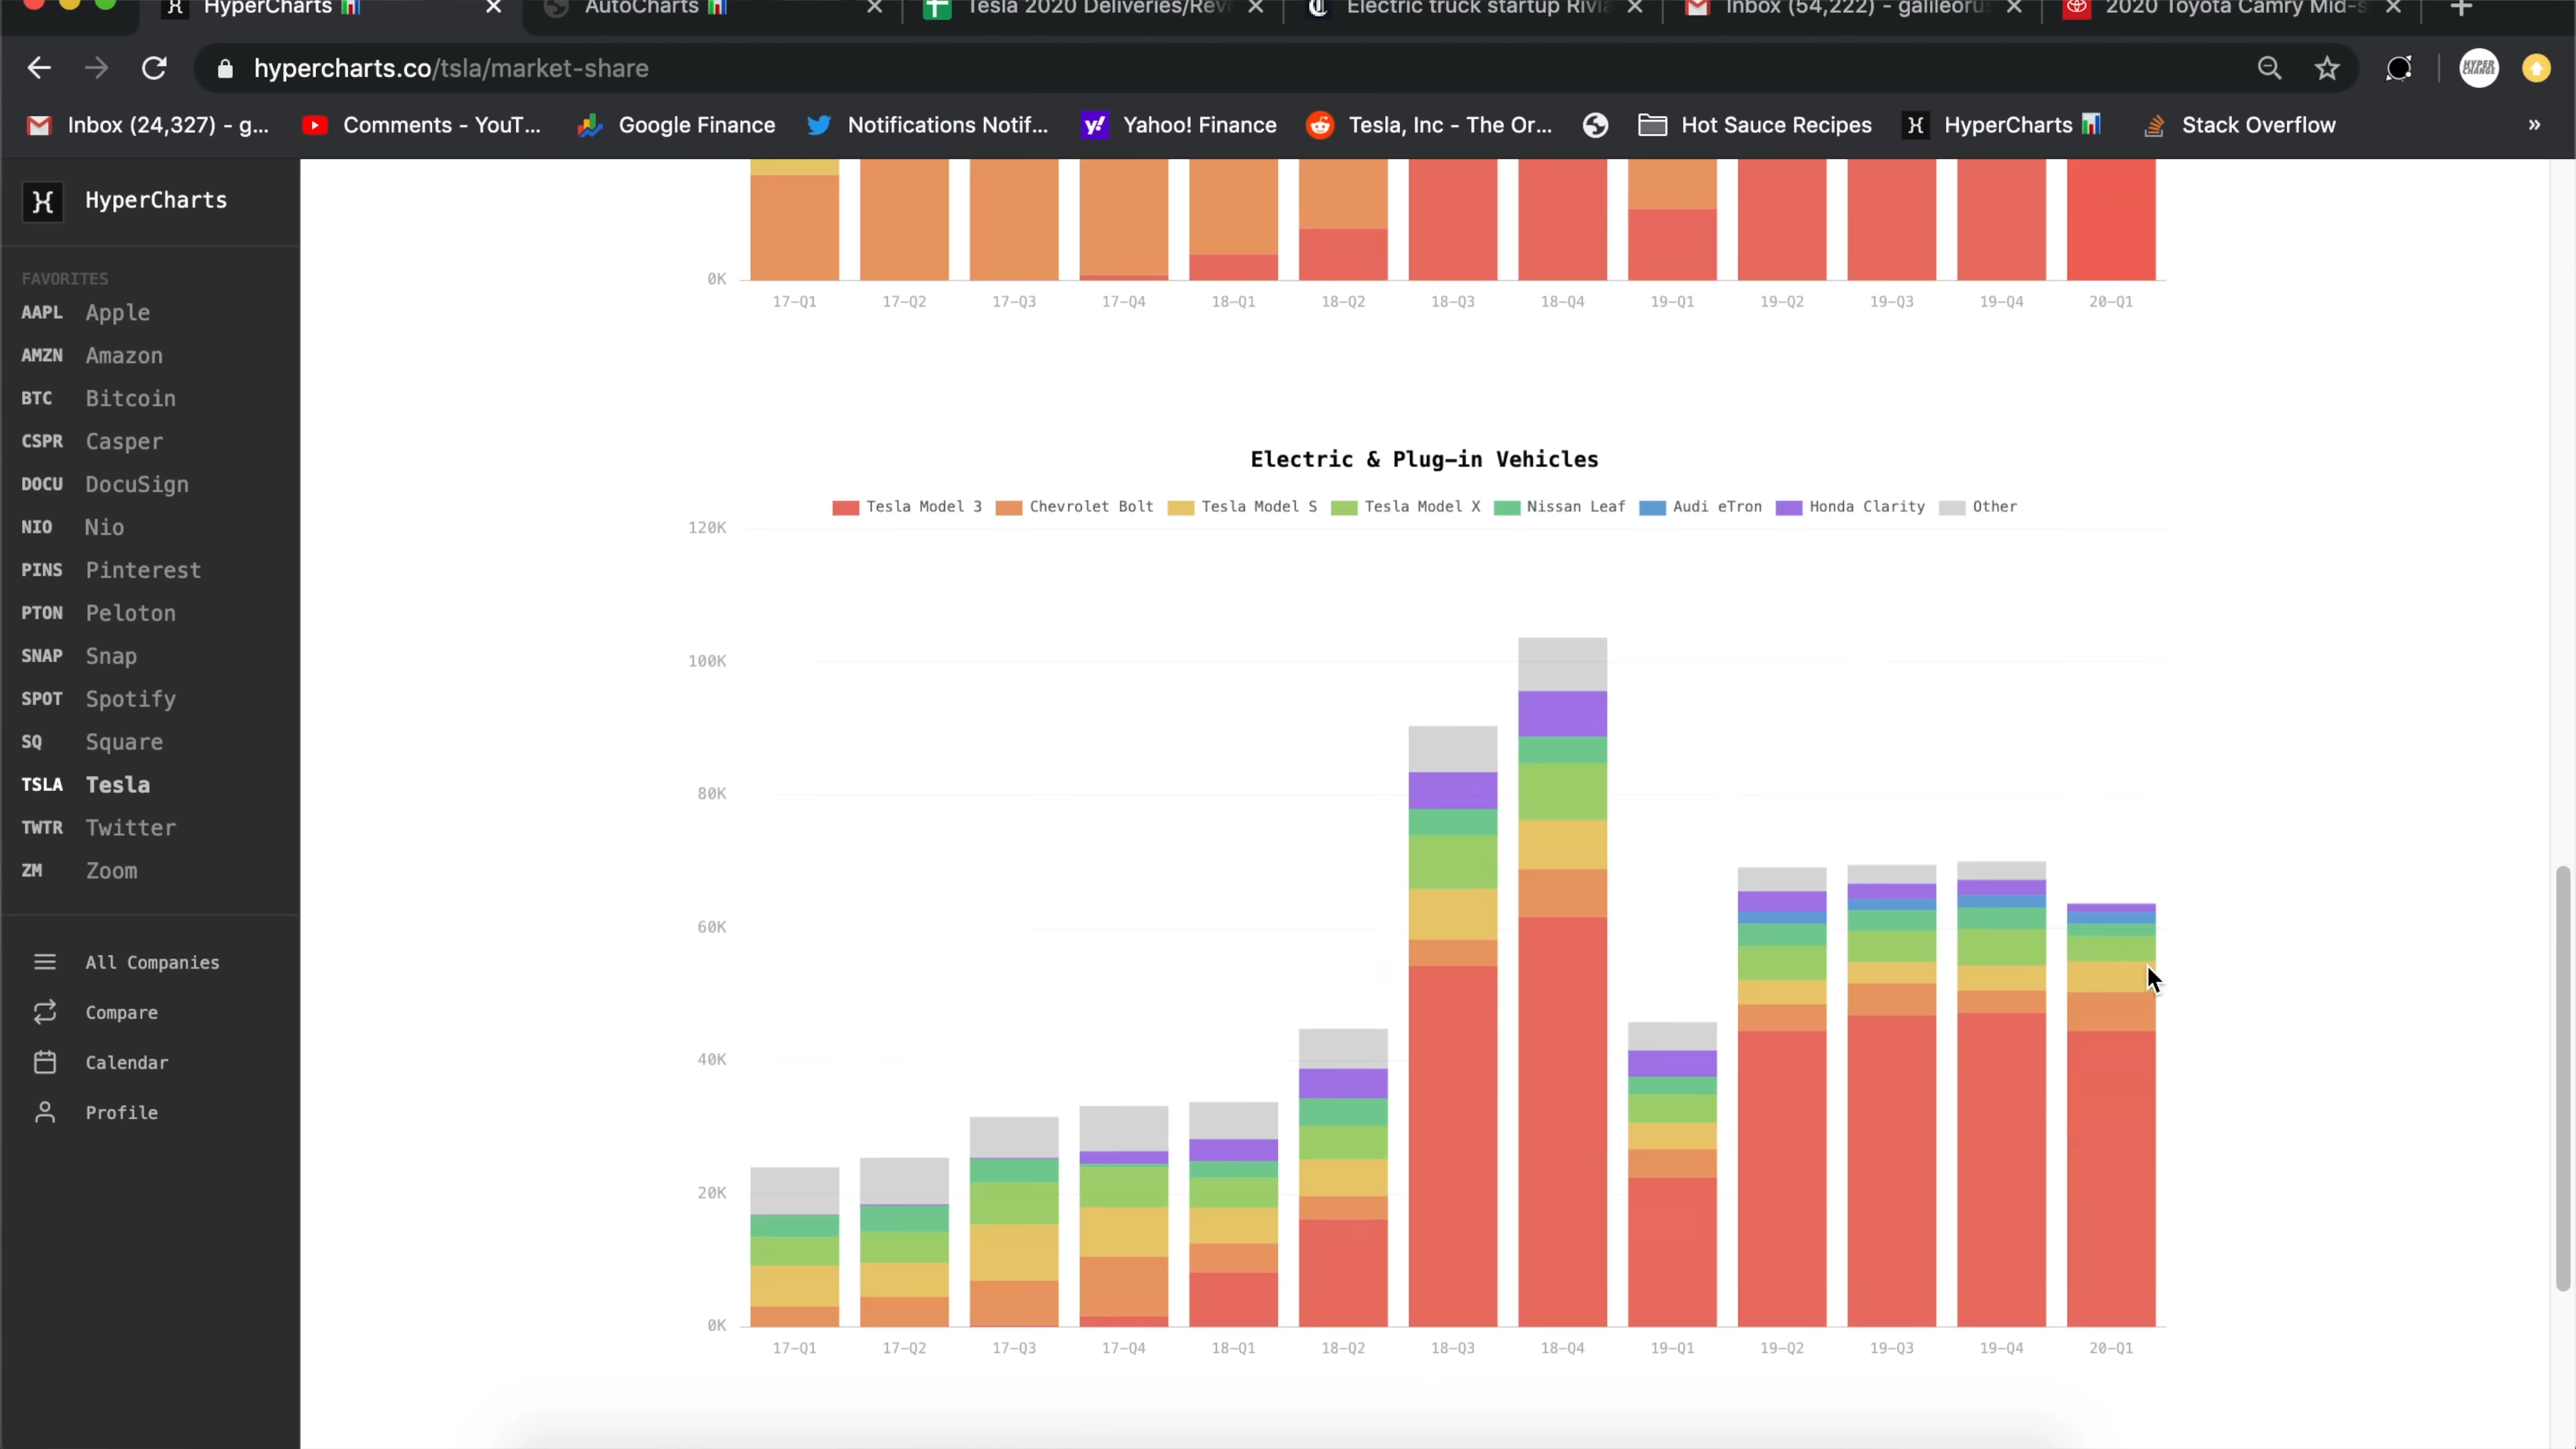 HyperCharts
AutoCharts
Tesla 2020 Deliveries/Rev
Electric truck startup Rivia
Inbox (54,222) - galileorus
2020 Toyota Camry Mid-s
hypercharts.co/tsla/market-share
HYPER
CHANGE
Inbox (24,327) - g...
Comments - YouT...
Google Finance
Notifications Notif...
Yahoo! Finance
Tesla, Inc - The Or...
Hot Sauce Recipes
HyperCharts
Stack Overflow
»
HyperCharts
FAVORITES
AAPL Apple
AMZN Amazon
BTC Bitcoin
CSPR Casper
DOCU DocuSign
NIO Nio
PINS Pinterest
PTON Peloton
SNAP Snap
SPOT Spotify
SQ Square
TSLA Tesla
TWTR Twitter
ZM Zoom
All Companies
Compare
Calendar
Profile
0K
17-Q1 17-Q2 17-Q3 17-Q4 18-Q1 18-Q2 18-Q3 18-Q4 19-Q1 19-Q2 19-Q3 19-Q4 20-Q1
Electric & Plug-in Vehicles
Tesla Model 3 Chevrolet Bolt Tesla Model S Tesla Model X Nissan Leaf Audi eTron Honda Clarity Other
120K
100K
80K
60K
40K
20K
0K
17-Q1 17-Q2 17-Q3 17-Q4 18-Q1 18-Q2 18-Q3 18-Q4 19-Q1 19-Q2 19-Q3 19-Q4 20-Q1